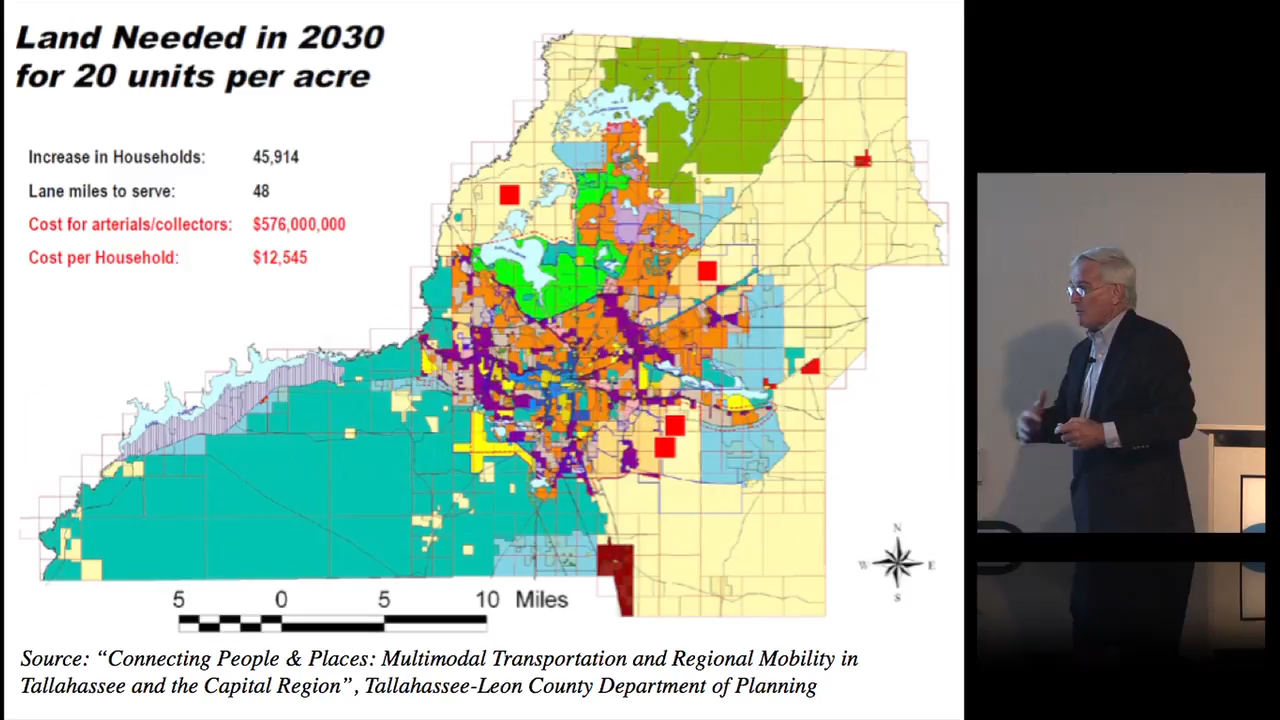 Land Needed in 2030
for 20 units per acre
Increase in Households: 45,914
Lane miles to serve: 48
Cost for arterials/collectors: $576,000,000
Cost per Household: $12,545
N
W E
S
5 0 5 10 Miles
Source: “Connecting People & Places: Multimodal Transportation and Regional Mobility in
Tallahassee and the Capital Region”, Tallahassee-Leon County Department of Planning